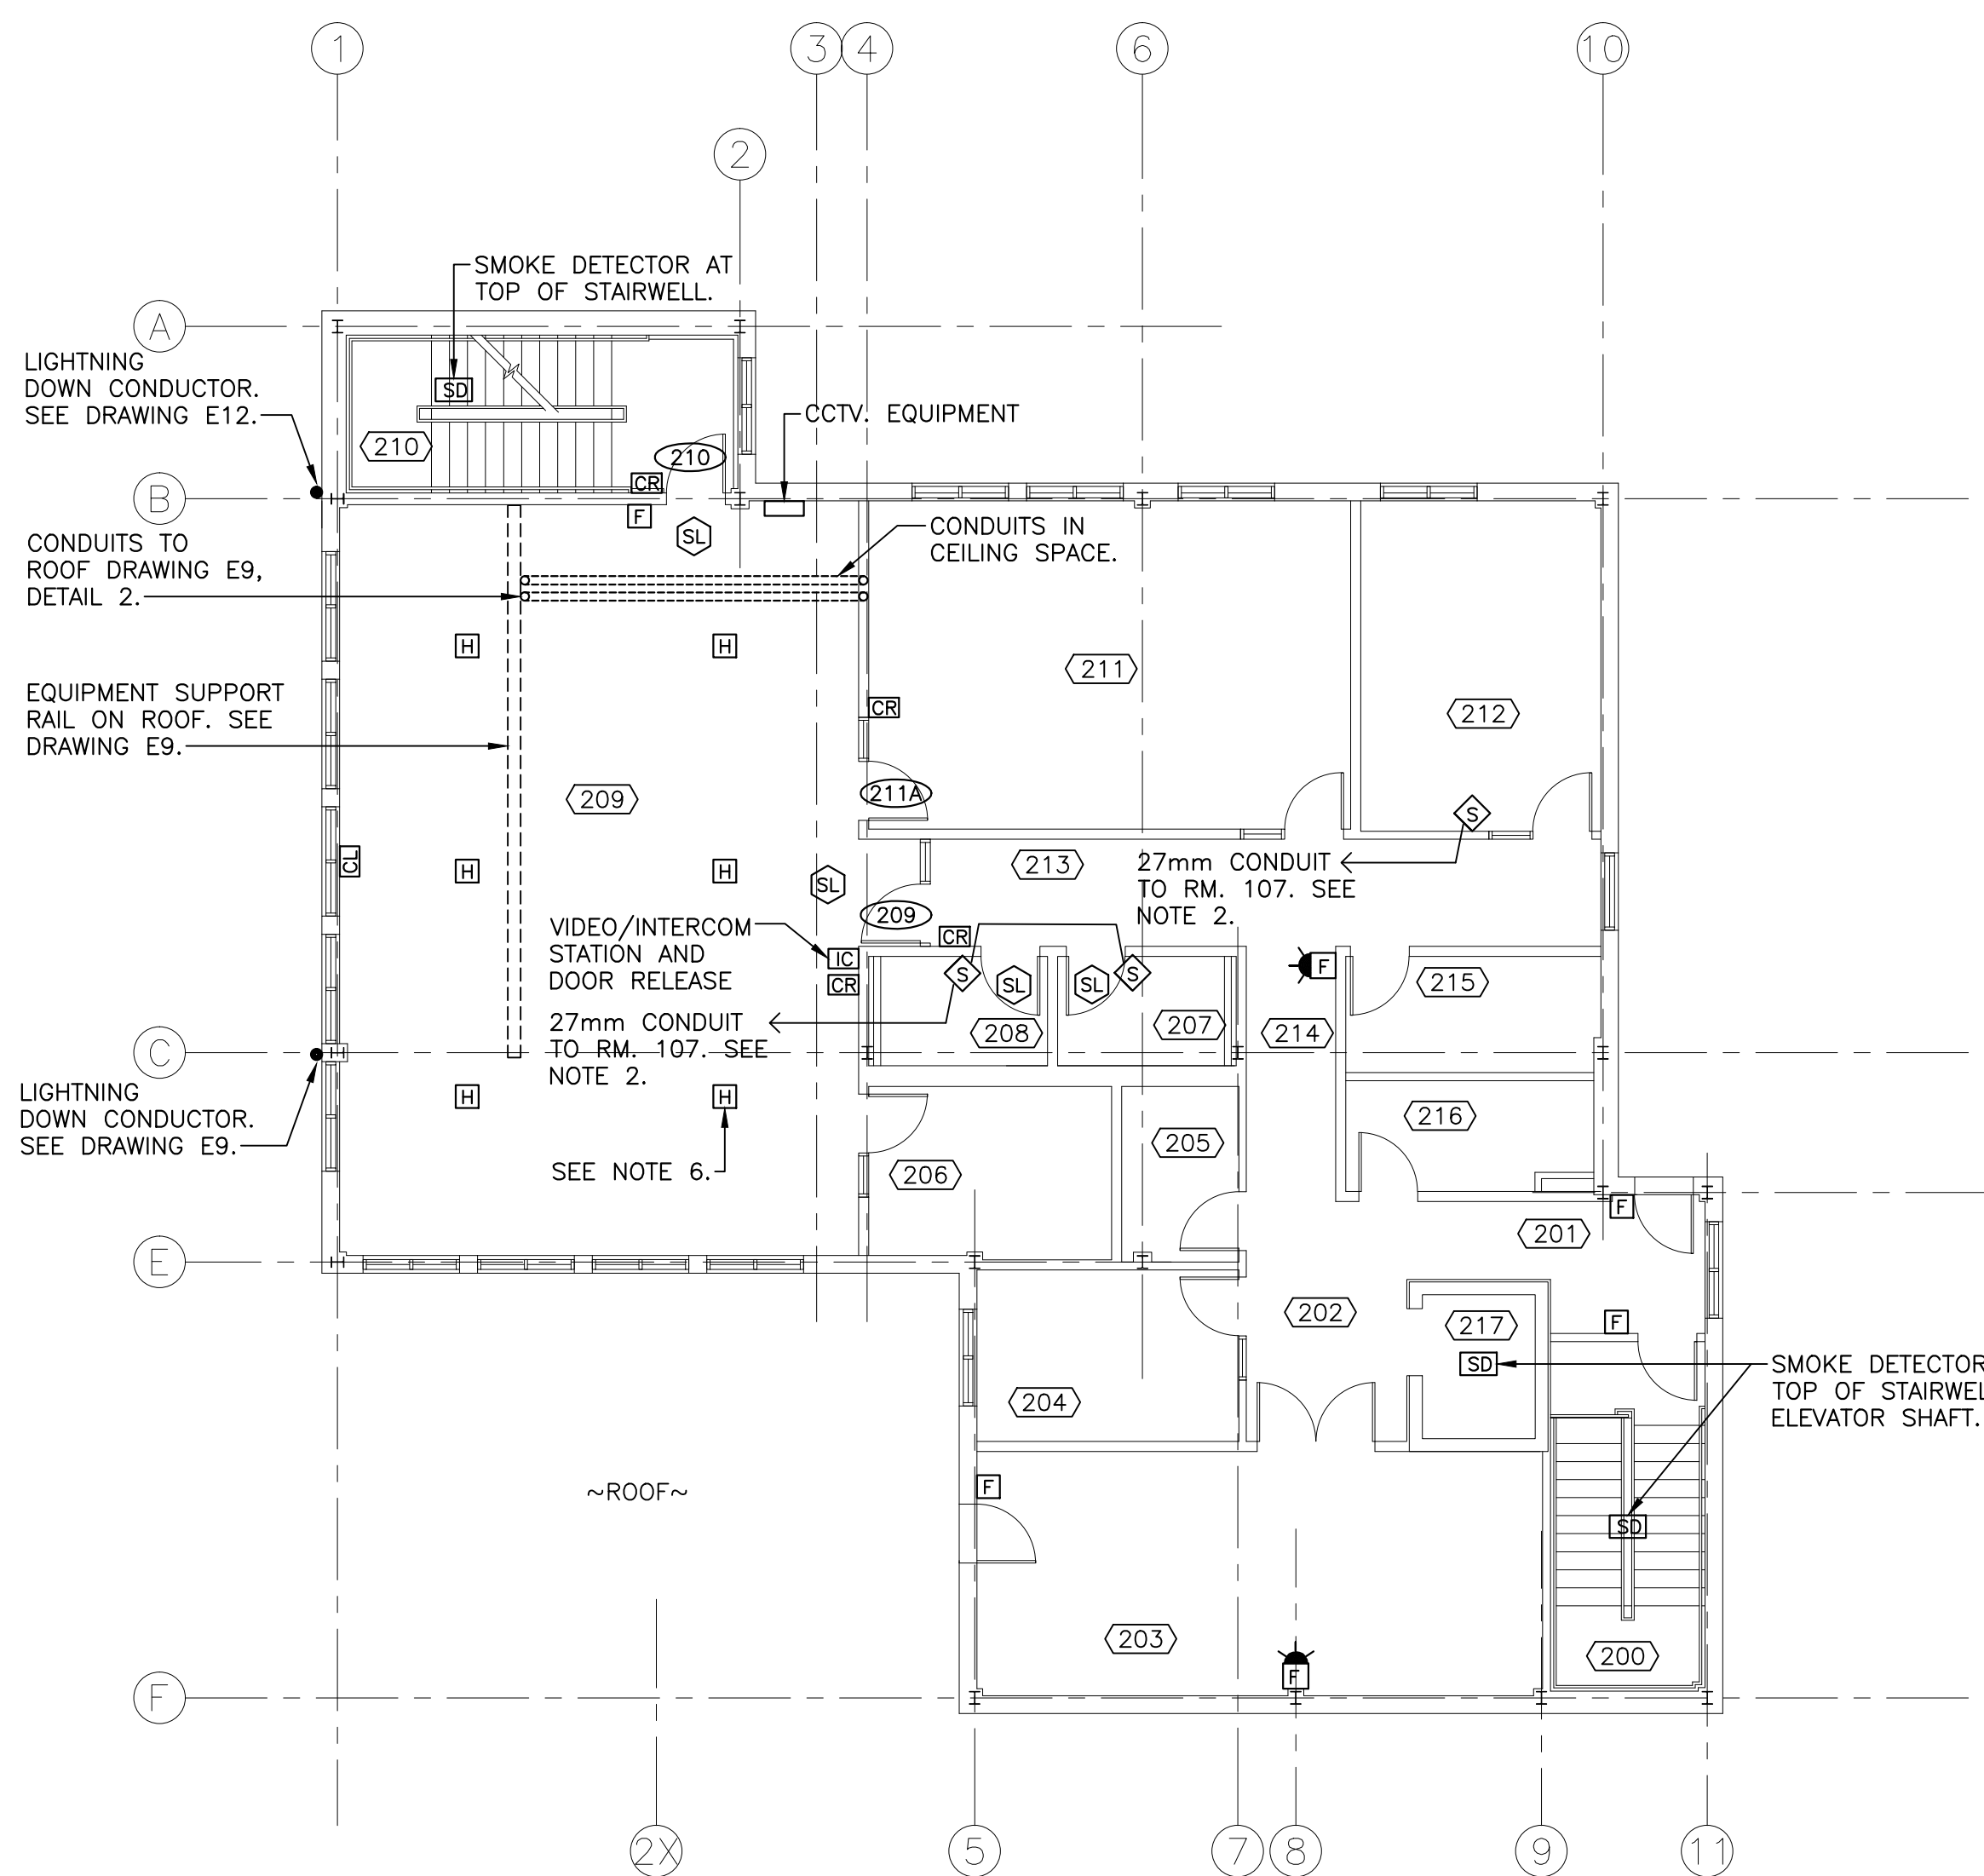 1
3
4
6
10
2
SMOKE DETECTOR AT
TOP OF STAIRWELL.
A
LIGHTNING
DOWN CONDUCTOR.
SEE DRAWING E12.
SD
CCTV. EQUIPMENT
210
210
CR
B
F
SL
CONDUITS IN
CEILING SPACE.
CONDUITS TO
ROOF DRAWING E9,
DETAIL 2.
H
H
211
EQUIPMENT SUPPORT
RAIL ON ROOF. SEE
DRAWING E9.
CR
212
209
211A
S
CL
H
H
SL
213
27mm CONDUIT
TO RM. 107. SEE
NOTE 2.
209
VIDEO/INTERCOM
STATION AND
DOOR RELEASE
CR
IC
CR
S
SL
SL
S
F
215
27mm CONDUIT
TO RM. 107. SEE
NOTE 2.
208
207
214
C
LIGHTNING
DOWN CONDUCTOR.
SEE DRAWING E9.
H
H
216
205
SEE NOTE 6.
206
F
201
E
202
217
F
SD
SMOKE DETECTOR
TOP OF STAIRWEL
ELEVATOR SHAFT.
204
~ROOF~
F
SD
203
200
F
F
2X
5
7
8
9
11